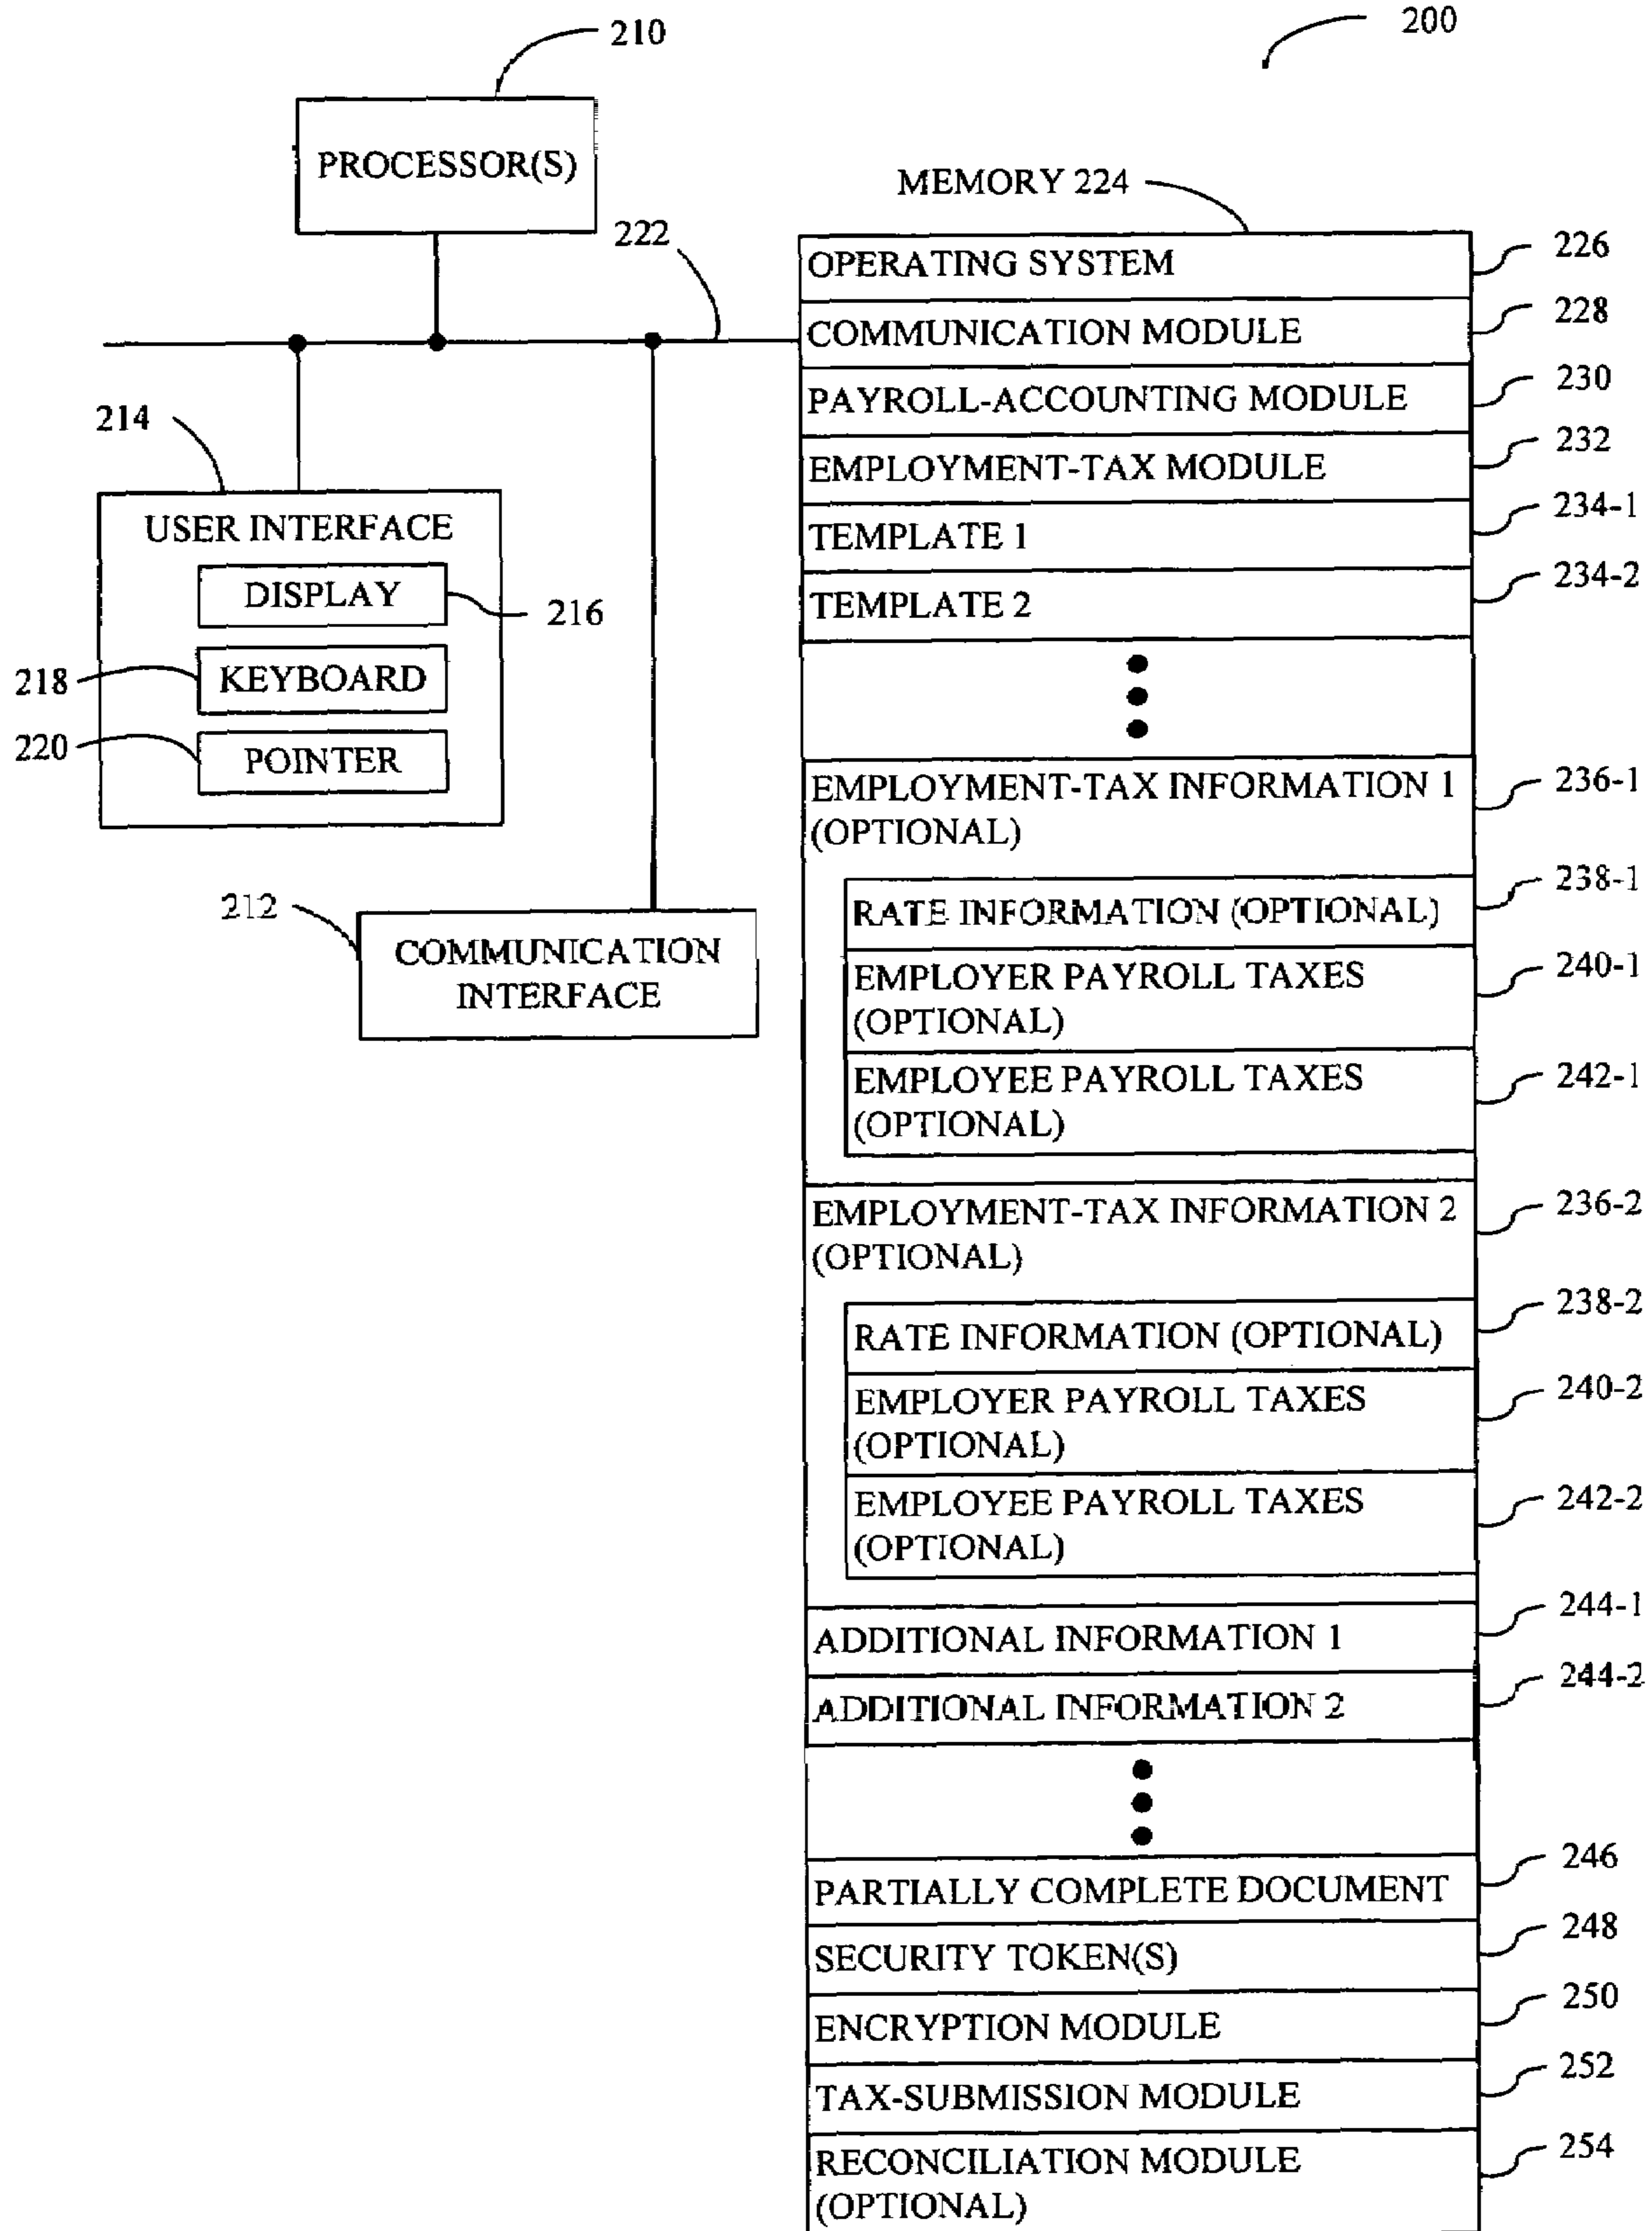 200
210
PROCESSOR(S)
MEMORY 224
222
OPERATING SYSTEM
226
COMMUNICATION MODULE
228
PAYROLL-ACCOUNTING MODULE
230
EMPLOYMENT-TAX MODULE
232
TEMPLATE 1
234-1
TEMPLATE 2
234-2
214
USER INTERFACE
DISPLAY
216
218
KEYBOARD
220
POINTER
212
COMMUNICATION
INTERFACE
EMPLOYMENT-TAX INFORMATION 1
(OPTIONAL)
236-1
RATE INFORMATION (OPTIONAL)
238-1
EMPLOYER PAYROLL TAXES
(OPTIONAL)
240-1
EMPLOYEE PAYROLL TAXES
(OPTIONAL)
242-1
EMPLOYMENT-TAX INFORMATION 2
(OPTIONAL)
236-2
RATE INFORMATION (OPTIONAL)
238-2
EMPLOYER PAYROLL TAXES
(OPTIONAL)
240-2
EMPLOYEE PAYROLL TAXES
(OPTIONAL)
242-2
ADDITIONAL INFORMATION 1
244-1
ADDITIONAL INFORMATION 2
244-2
PARTIALLY COMPLETE DOCUMENT
246
SECURITY TOKEN(S)
248
ENCRYPTION MODULE
250
TAX-SUBMISSION MODULE
252
RECONCILIATION MODULE
(OPTIONAL)
254